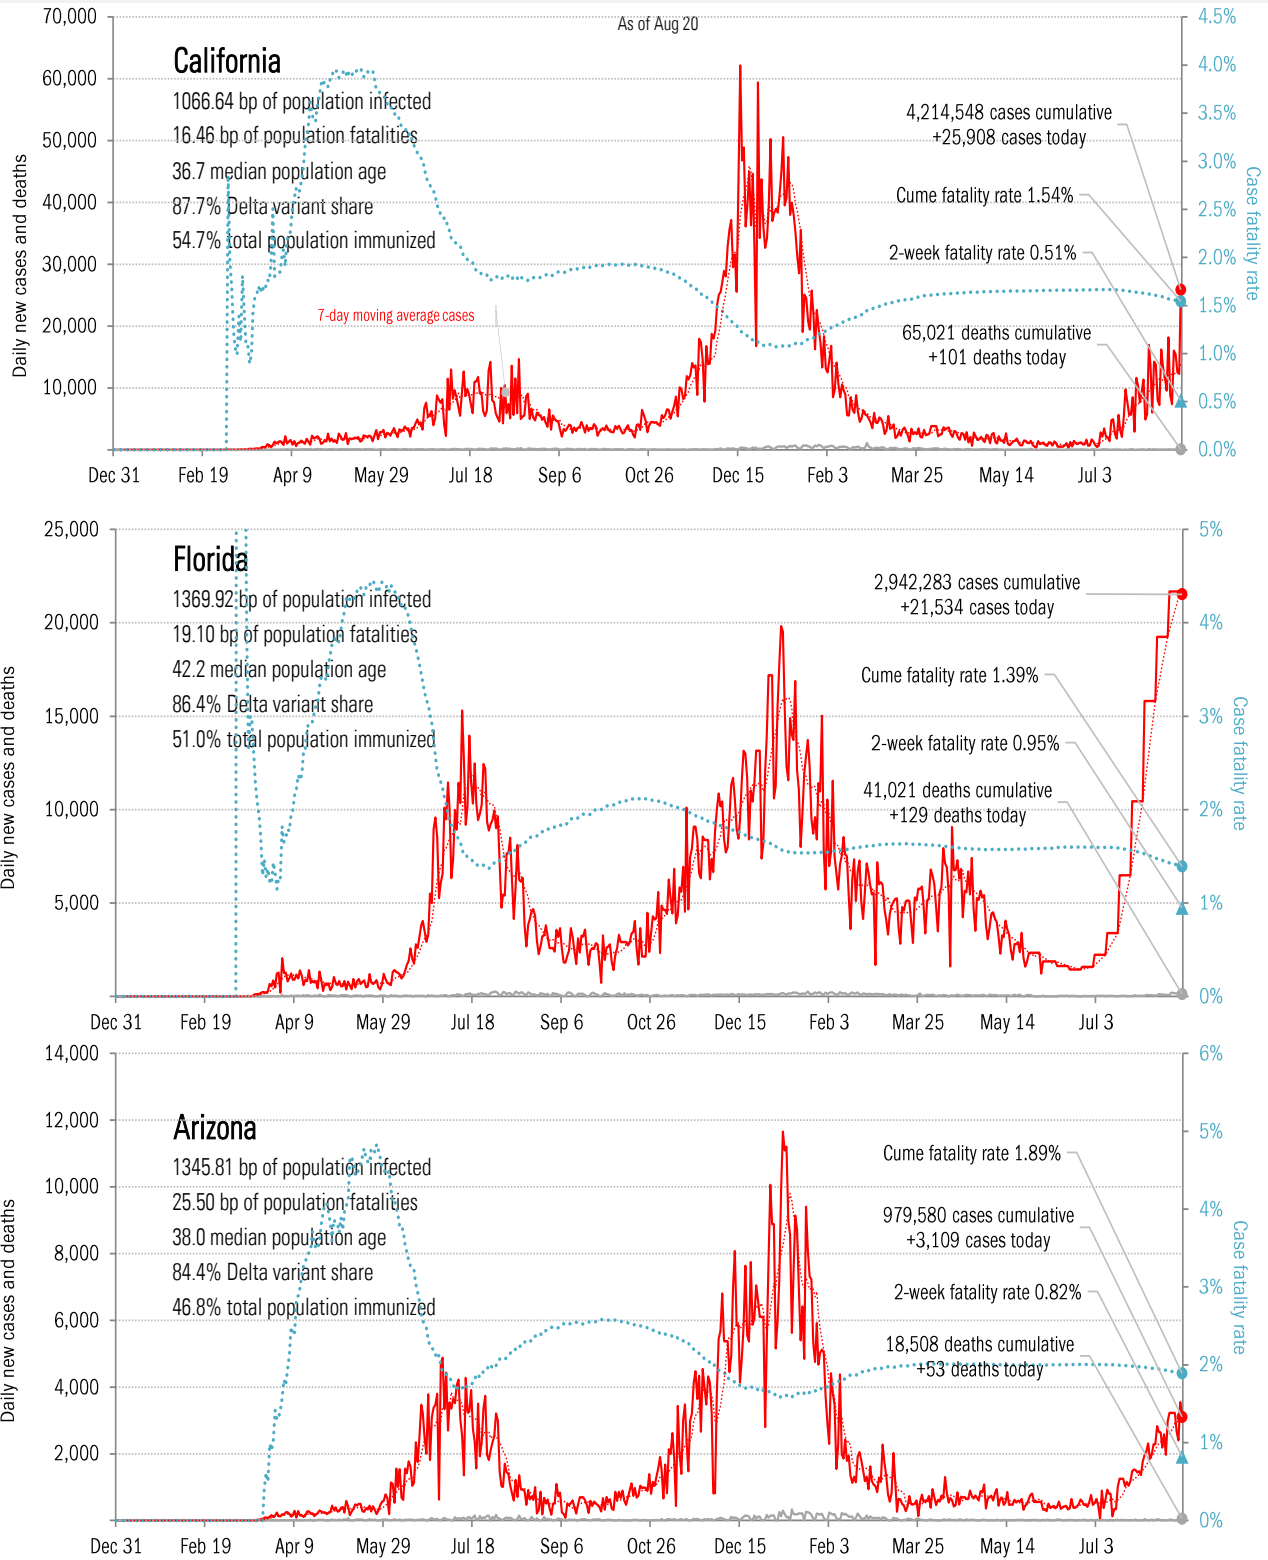 As of Aug 20
70,000
60,000
50,000
40,000
30,000
20,000
10,000
Daily new cases and deaths
California
1066.64 bp of population infected
16.46 bp of population fatalities
36.7 median population age
87.7% Delta variant share
54.7% total population immunized
7-day moving average cases
4,214,548 cases cumulative
+25,908 cases today
Cume fatality rate 1.54%
2-week fatality rate 0.51%
65,021 deaths cumulative
+101 deaths today
4.5%
4.0%
3.5%
3.0%
2.5%
2.0%
1.5%
1.0%
0.5%
0.0%
Case fatality rate
Dec 31 Feb 19 Apr 9 May 29 Jul 18 Sep 6 Oct 26 Dec 15 Feb 3 Mar 25 May 14 Jul 3
25,000
20,000
15,000
10,000
5,000
Daily new cases and deaths
Florida
1369.92 bp of population infected
19.10 bp of population fatalities
42.2 median population age
86.4% Delta variant share
51.0% total population immunized
2,942,283 cases cumulative
+21,534 cases today
Cume fatality rate 1.39%
2-week fatality rate 0.95%
41,021 deaths cumulative
+129 deaths today
5%
4%
3%
2%
1%
0%
Case fatality rate
Dec 31 Feb 19 Apr 9 May 29 Jul 18 Sep 6 Oct 26 Dec 15 Feb 3 Mar 25 May 14 Jul 3
14,000
12,000
10,000
8,000
6,000
4,000
2,000
Daily new cases and deaths
Arizona
1345.81 bp of population infected
25.50 bp of population fatalities
38.0 median population age
84.4% Delta variant share
46.8% total population immunized
Cume fatality rate 1.89%
979,580 cases cumulative
+3,109 cases today
2-week fatality rate 0.82%
18,508 deaths cumulative
+53 deaths today
6%
5%
4%
3%
2%
1%
0%
Case fatality rate
Dec 31 Feb 19 Apr 9 May 29 Jul 18 Sep 6 Oct 26 Dec 15 Feb 3 Mar 25 May 14 Jul 3